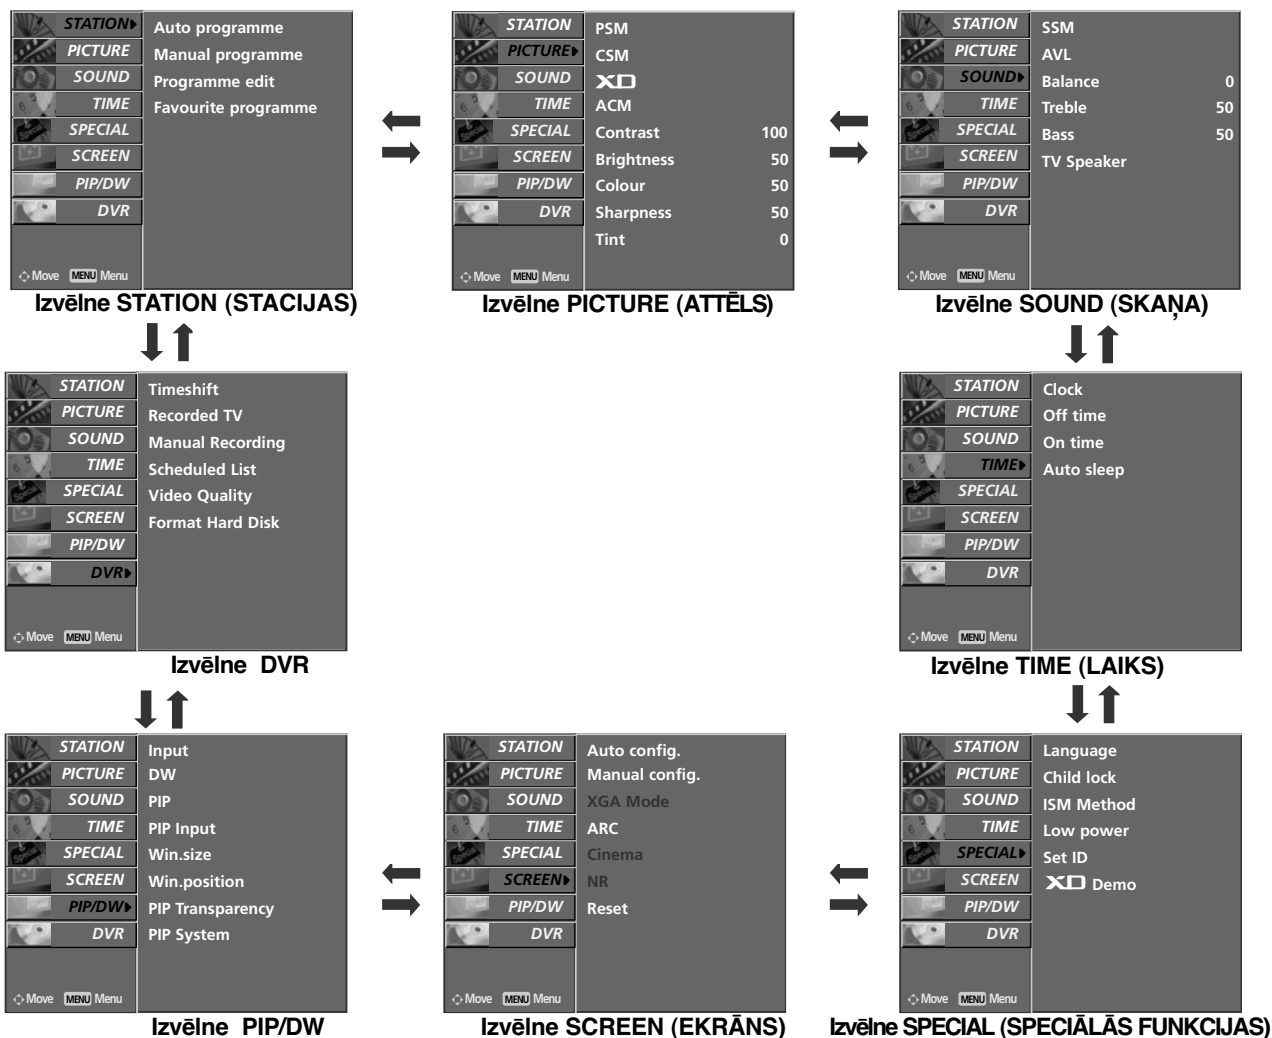 STATION
PICTURE
SOUND
TIME
SPECIAL
SCREEN
PIP/DW
DVR
Move MENU Menu
Auto programme
Manual programme
Programme edit
Favourite programme
Izvēlne STATION (STACIJAS)
STATION
PICTURE
SOUND
TIME
SPECIAL
SCREEN
PIP/DW
DVR
Move MENU Menu
PSM
CSM
XD
ACM
Contrast 100
Brightness 50
Colour 50
Sharpness 50
Tint 0
Izvēlne PICTURE (ATTĒLS)
STATION
PICTURE
SOUND
TIME
SPECIAL
SCREEN
PIP/DW
DVR
Move MENU Menu
SSM
AVL
Balance 0
Treble 50
Bass 50
TV Speaker
Izvēlne SOUND (SKAŅA)
STATION
PICTURE
SOUND
TIME
SPECIAL
SCREEN
PIP/DW
DVR
Move MENU Menu
Timeshift
Recorded TV
Manual Recording
Scheduled List
Video Quality
Format Hard Disk
Izvēlne DVR
STATION
PICTURE
SOUND
TIME
SPECIAL
SCREEN
PIP/DW
DVR
Move MENU Menu
Clock
Off time
On time
Auto sleep
Izvēlne TIME (LAIKS)
STATION
PICTURE
SOUND
TIME
SPECIAL
SCREEN
PIP/DW
DVR
Move MENU Menu
Input
DW
PIP
PIP Input
Win.size
Win.position
PIP Transparency
PIP System
Izvēlne PIP/DW
STATION
PICTURE
SOUND
TIME
SPECIAL
SCREEN
PIP/DW
DVR
Move MENU Menu
Auto config.
Manual config.
XGA Mode
ARC
Cinema
NR
Reset
Izvēlne SCREEN (EKRĀNS)
STATION
PICTURE
SOUND
TIME
SPECIAL
SCREEN
PIP/DW
DVR
Move MENU Menu
Language
Child lock
ISM Method
Low power
Set ID
XD Demo
Izvēlne SPECIAL (SPECIĀLĀS FUNKCIJAS)